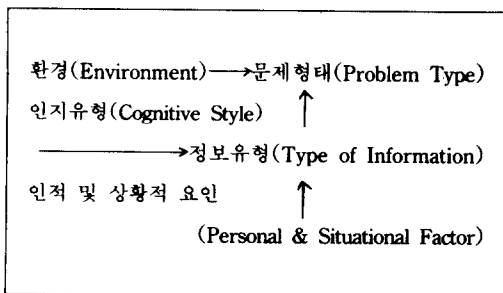 환경(Environment)→문제형태(Problem Type)
인지유형(Cognitive Style)
→정보유형(Type of Information)
인적 및 상황적 요인
(Personal & Situational Factor)